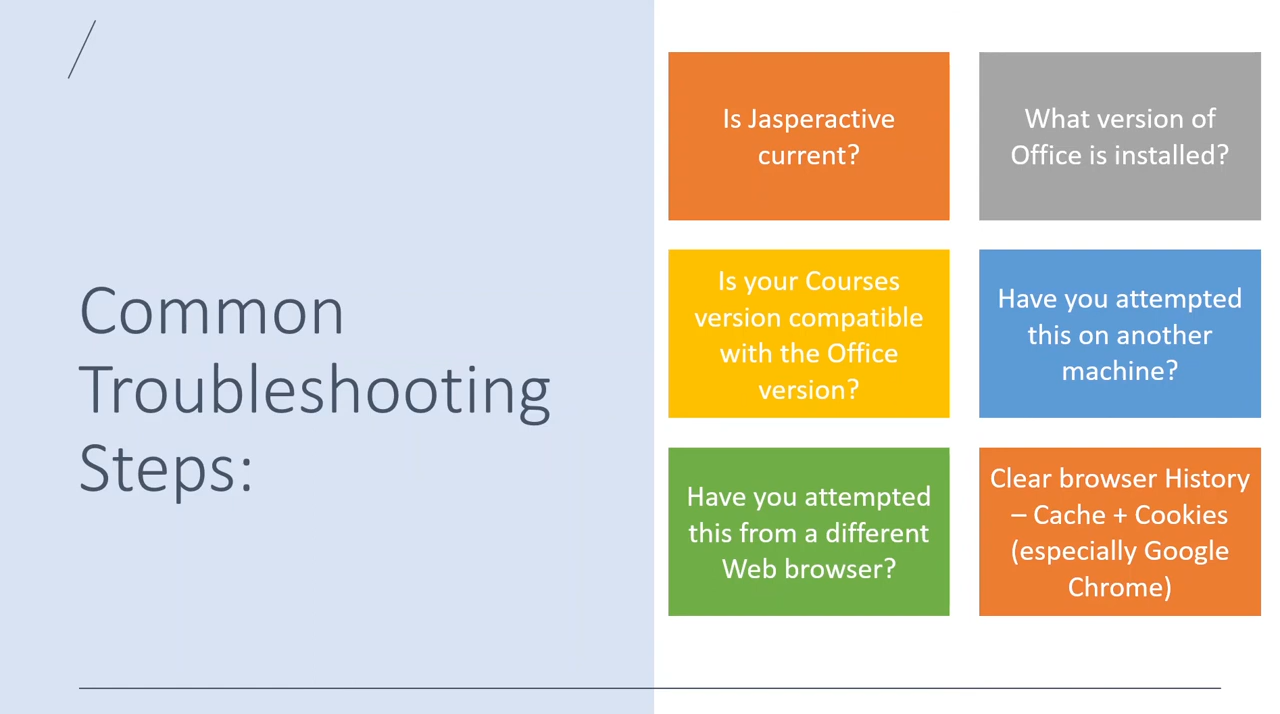 Common
Troubleshooting
Steps:
Is Jasperactive
current?
What version of
Office is installed?
Is your Courses
version compatible
with the Office
version?
Have you attempted
this on another
machine?
Have you attempted
this from a different
Web browser?
Clear browser History
– Cache + Cookies
(especially Google
Chrome)